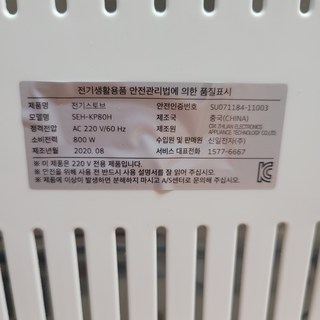 전기생활용품 안전관리법에 의한 품질표시
제품명 전기스토브 안전인증번호 SU071184-11003
모델명 SEH-KP80H 제조국 중국(CHINA)
정격전압 AC 220 V/60 Hz 제조원 CIXI ZHILIAN ELECTRONICS APPLIANCE TECHNOLOGY CO.,LTD
소비전력 800 W 수입원 및 판매원 신일전자(주)
제조년월 2020. 08 서비스 대표전화 1577-6667
※ 이 제품은 220 V 전용 제품입니다.
※ 안전을 위해 사용 전 반드시 사용 설명서를 잘 읽어 주십시오.
※ 제품에 이상이 발생하면 분해하지 마시고 A/S센터로 문의해 주십시오.